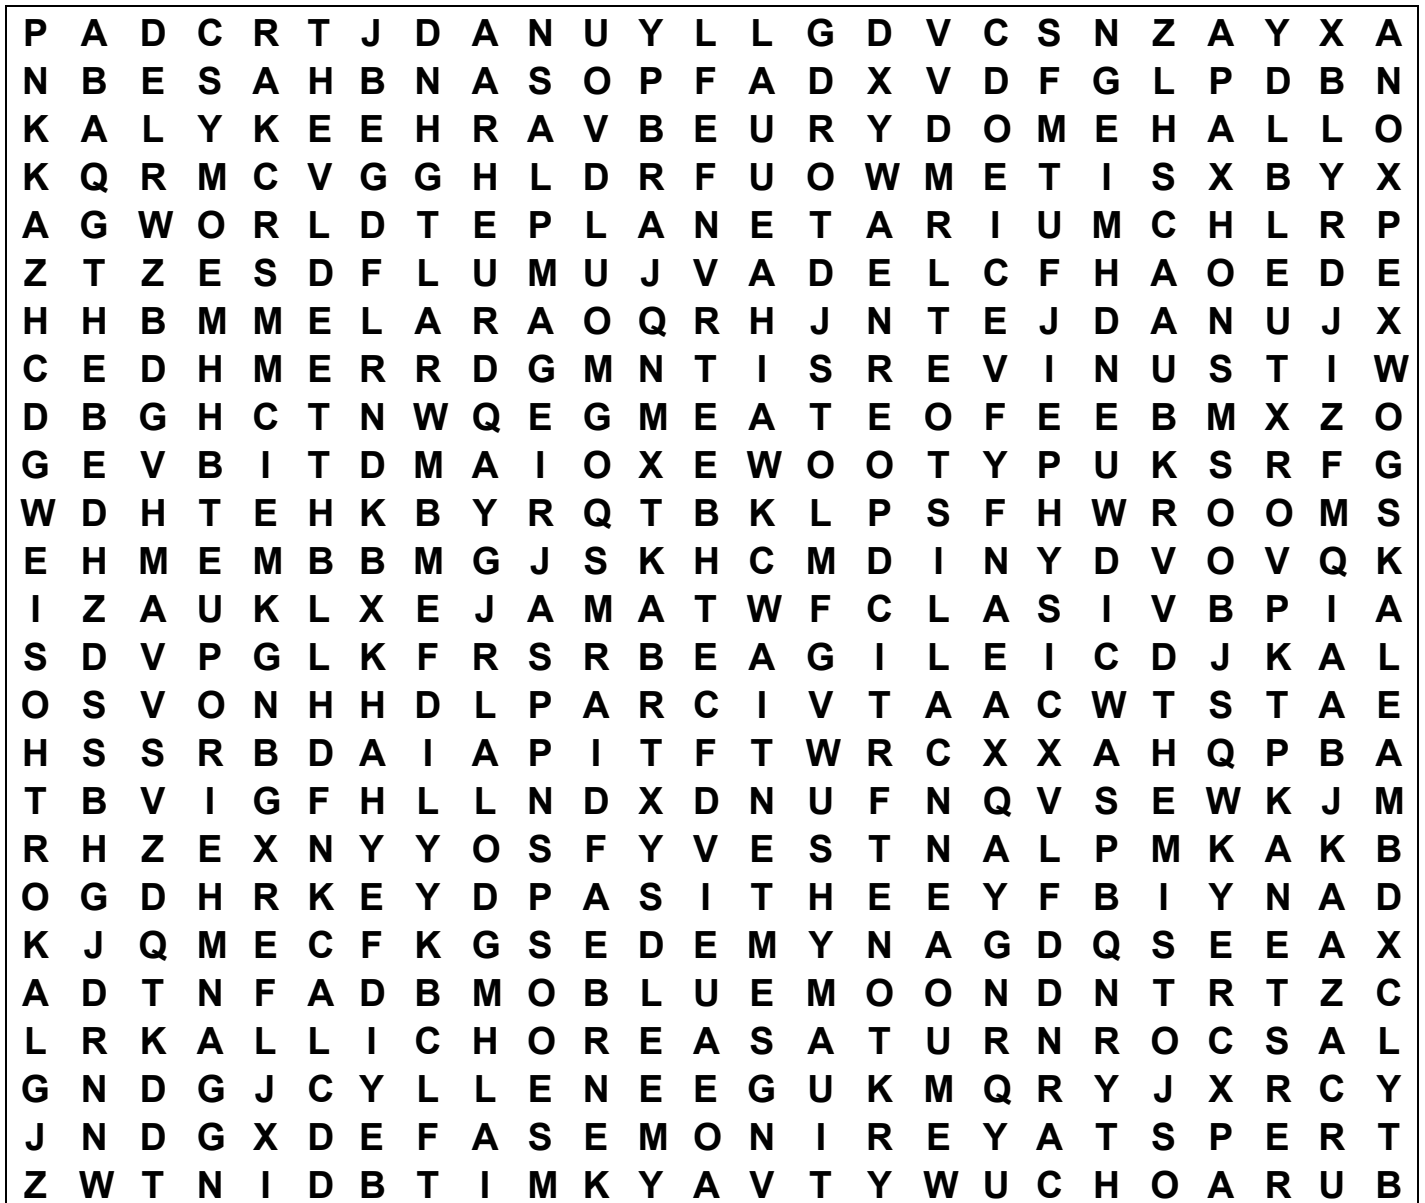 P A D C R T J D A N U Y L L G D V C S N Z A Y X A
N B E S A H B N A S O P F A D X V D F G L P D B N
K A L Y K E E H R A V B E U R Y D O M E H A L L O
K Q R M C V G G H L D R F U O W M E T I S X B Y X
A G W O R L D T E P L A N E T A R I U M C H L R P
Z T Z E S D F L U M U J V A D E L C F H A O E D E
H H B M M E L A R A O Q R H J N T E J D A N U J X
C E D H M E R R D G M N T I S R E V I N U S T I W
D B G H C T N W Q E G M E A T E O F E E B M X Z O
G E V B I T D M A I O X E W O O T Y P U K S R F G
W D H T E H K B Y R Q T B K L P S F H W R O O M S
E H M E M B B M G J S K H C M D I N Y D V O V Q K
I Z A U K L X E J A M A T W F C L A S I V B P I A
S D V P G L K F R S R B E A G I L E I C D J K A L
O S V O N H H D L P A R C I V T A A C W T S T A E
H S S R B D A I A P I T F T W R C X X A H Q P B A
T B V I G F H L L N D X D N U F N Q V S E W K J M
R H Z E X N Y Y O S F Y V E S T N A L P M K A K B
O G D H R K E Y D P A S I T H E E Y F B I Y N A D
K J Q M E C F K G S E D E M Y N A G D Q S E E A X
A D T N F A D B M O B L U E M O O N D N T R T Z C
L R K A L L I C H O R E A S A T U R N R O C S A L
G N D G J C Y L L E N E E G U K M Q R Y J X R C Y
J N D G X D E F A S E M O N I R E Y A T S P E R T
Z W T N I D B T I M K Y A V T Y W U C H O A R U B